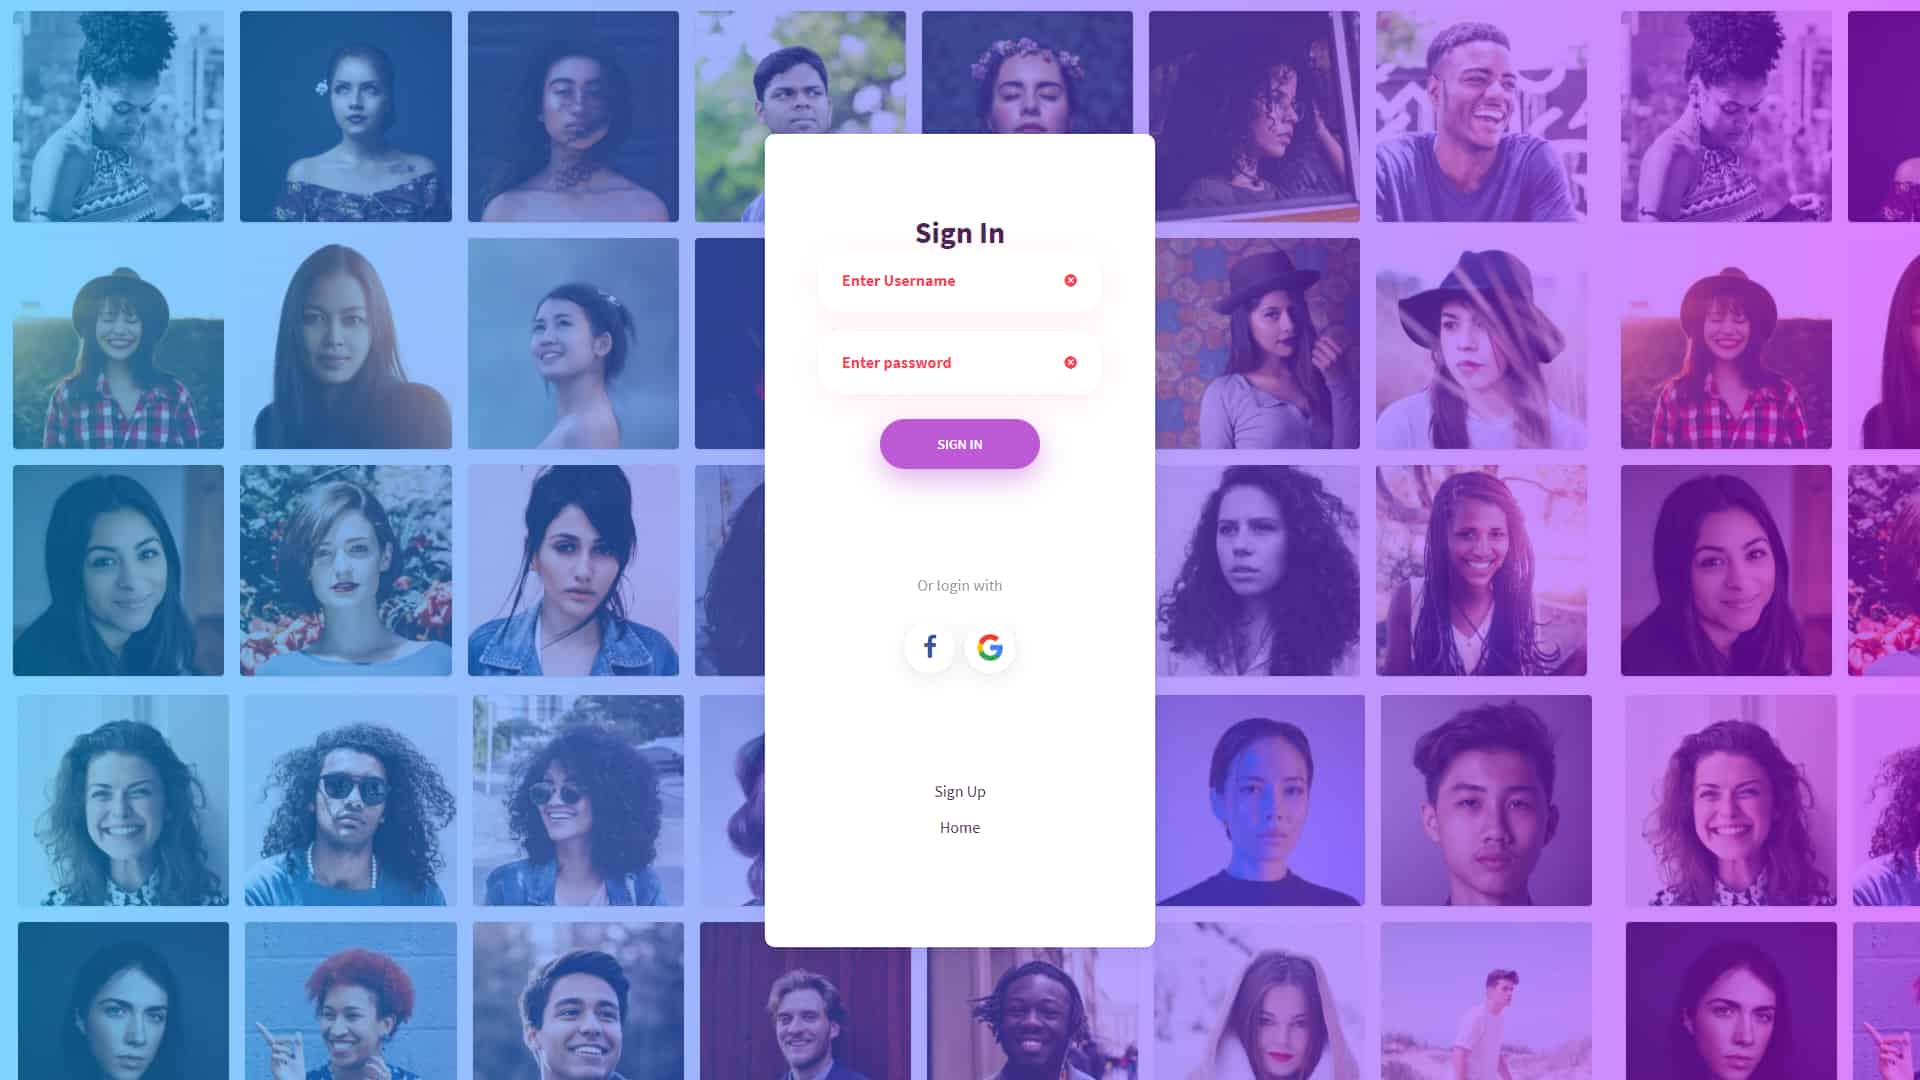 Sign In
Enter Username
Enter password
SIGN IN
Or login with
Sign Up
Home